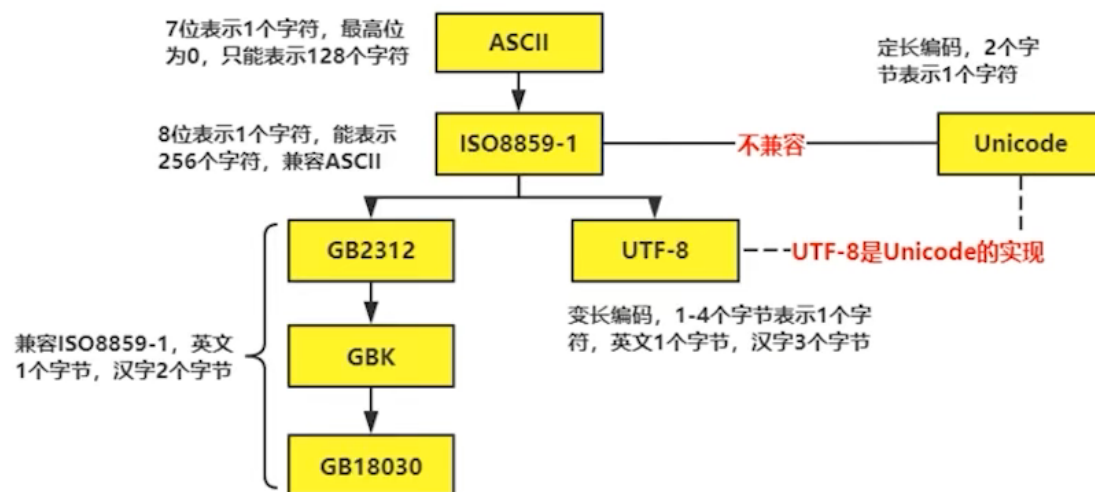 7位表示1个字符，最高位
为0，只能表示128个字符
ASCII
定长编码，2个字
节表示1个字符
8位表示1个字符，能表示
256个字符，兼容ASCII
ISO8859-1
不兼容
Unicode
GB2312
UTF-8
UTF-8是Unicode的实现
变长编码，1-4个字节表示1个字
符，英文1个字节，汉字3个字节
兼容ISO8859-1，英文
1个字节，汉字2个字节
GBK
GB18030